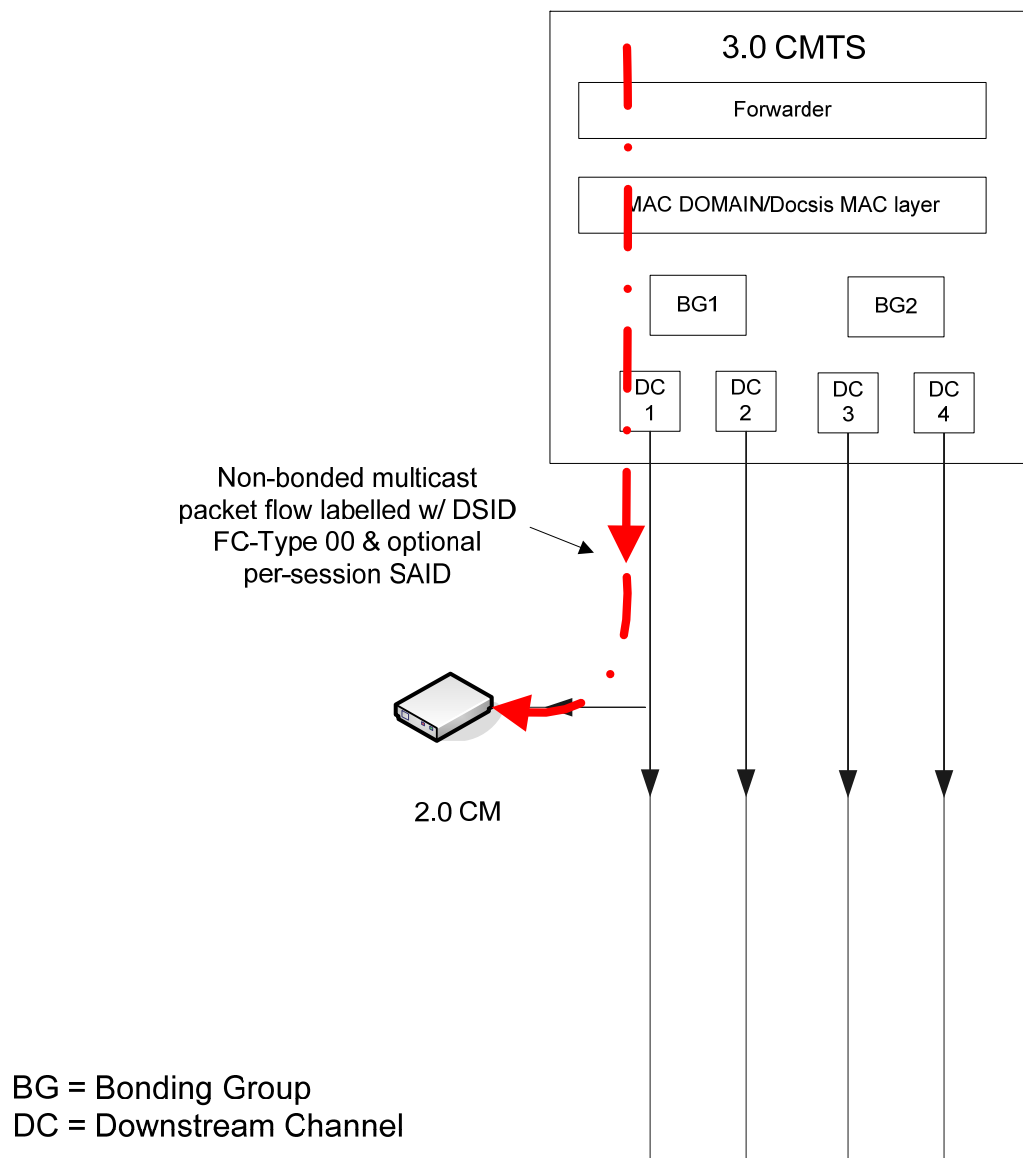 3.0 CMTS
Forwarder
MAC DOMAIN/Docsis MAC layer
BG1
BG2
DC
1
DC
2
DC
3
DC
4
Non-bonded multicast
packet flow labelled w/ DSID
FC-Type 00 & optional
per-session SAID
2.0 CM
BG = Bonding Group
DC = Downstream Channel